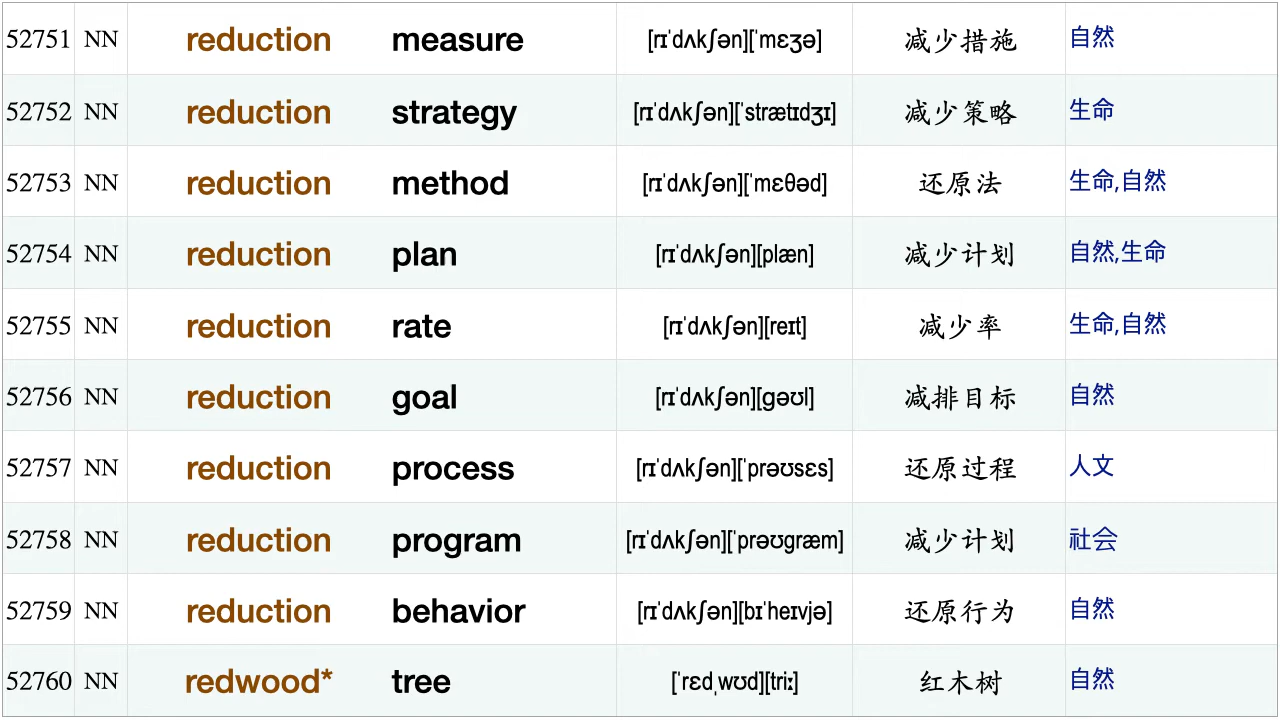 52751 NN reduction measure [rɪˈdʌkʃən][ˈmɛʒə] 减少措施 自然
52752 NN reduction strategy [rɪˈdʌkʃən][ˈstrætɪdʒɪ] 减少策略 生命
52753 NN reduction method [rɪˈdʌkʃən][ˈmɛθəd] 还原法 生命,自然
52754 NN reduction plan [rɪˈdʌkʃən][plæn] 减少计划 自然,生命
52755 NN reduction rate [rɪˈdʌkʃən][reɪt] 减少率 生命,自然
52756 NN reduction goal [rɪˈdʌkʃən][gəʊl] 减排目标 自然
52757 NN reduction process [rɪˈdʌkʃən][ˈprəʊsɛs] 还原过程 人文
52758 NN reduction program [rɪˈdʌkʃən][ˈprəʊgræm] 减少计划 社会
52759 NN reduction behavior [rɪˈdʌkʃən][bɪˈheɪvjə] 还原行为 自然
52760 NN redwood* tree [ˈrɛdˌwʊd][triː] 红木树 自然